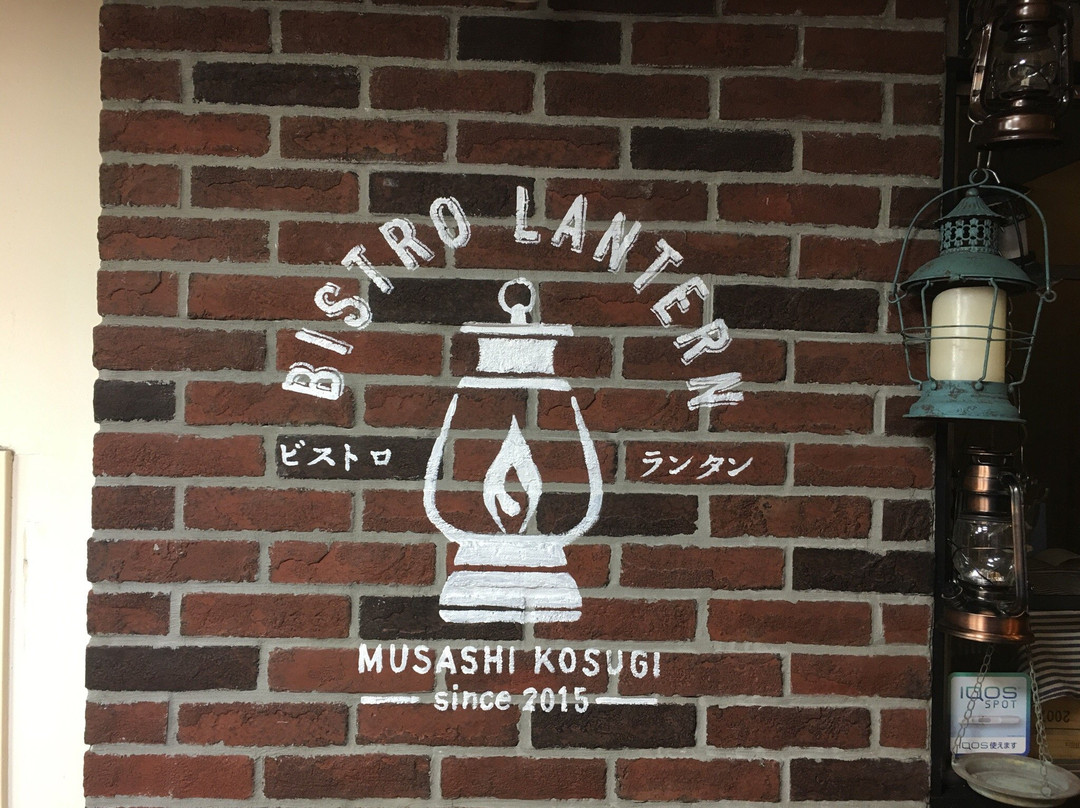 BISTRO LANTERN
ビストロ
ランタン
MUSASHI KOSUGI
since 2015
IQOS
SPOT
IQOS使えます